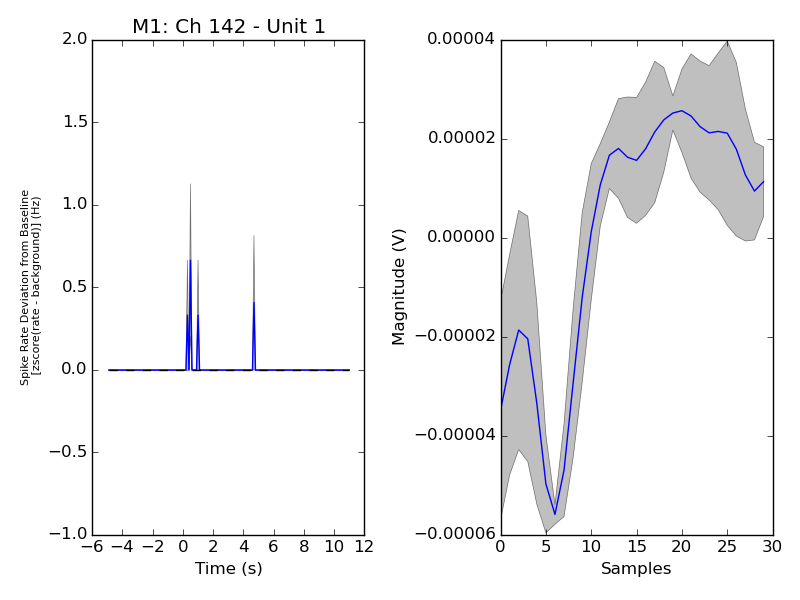 M1: Ch 142 - Unit 1
2.0
1.5
1.0
0.5
0.0
−0.5
−1.0
−6 −4 −2 0 2 4 6 8 10 12
Time (s)
Spike Rate Deviation from Baseline
[zscore(rate - background)] (Hz)
0.00004
0.00002
0.00000
−0.00002
−0.00004
−0.00006
0 5 10 15 20 25 30
Samples
Magnitude (V)